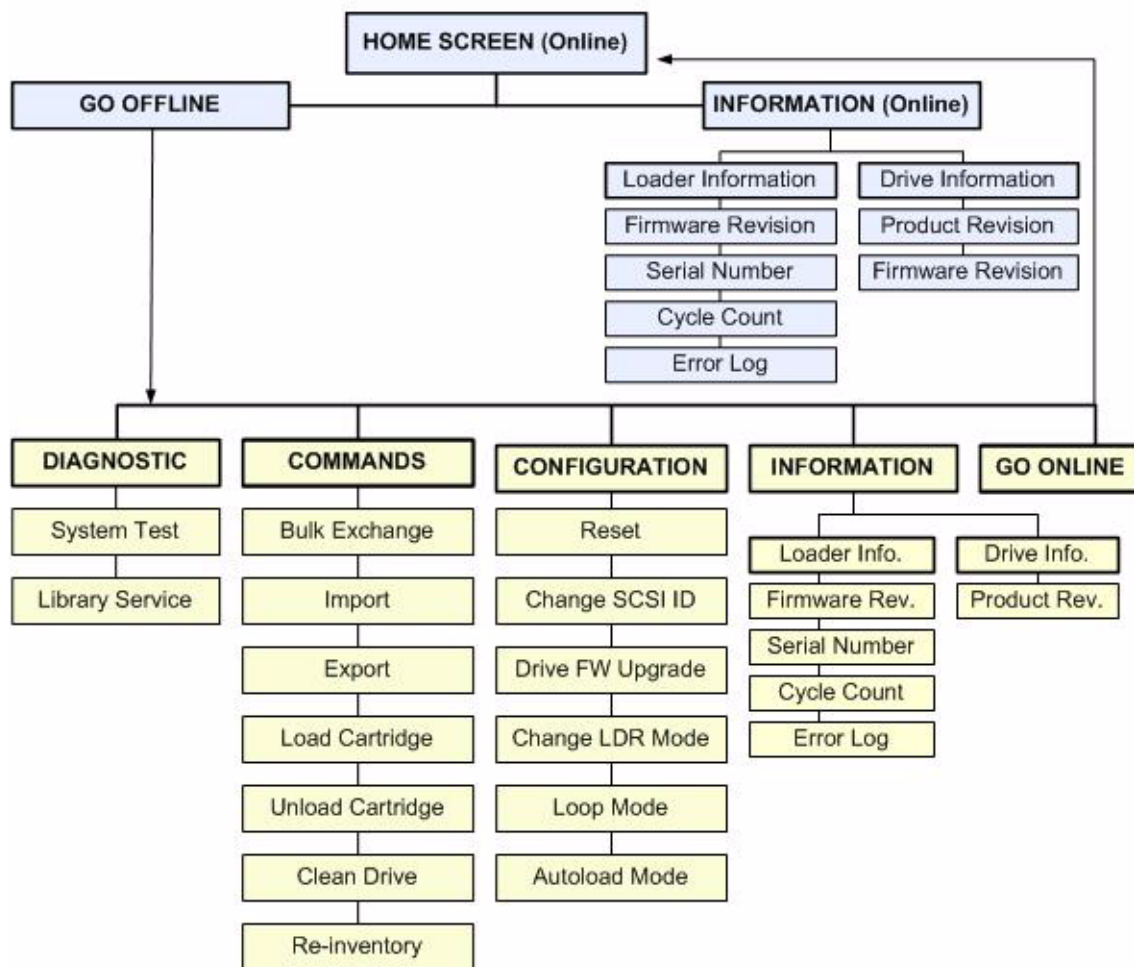 HOME SCREEN (Online)
GO OFFLINE
INFORMATION (Online)
Loader Information
Firmware Revision
Serial Number
Cycle Count
Error Log
Drive Information
Product Revision
Firmware Revision
DIAGNOSTIC
System Test
Library Service
COMMANDS
Bulk Exchange
Import
Export
Load Cartridge
Unload Cartridge
Clean Drive
Re-inventory
CONFIGURATION
Reset
Change SCSI ID
Drive FW Upgrade
Change LDR Mode
Loop Mode
Autoload Mode
INFORMATION
Loader Info.
Firmware Rev.
Serial Number
Cycle Count
Error Log
Drive Info.
Product Rev.
GO ONLINE